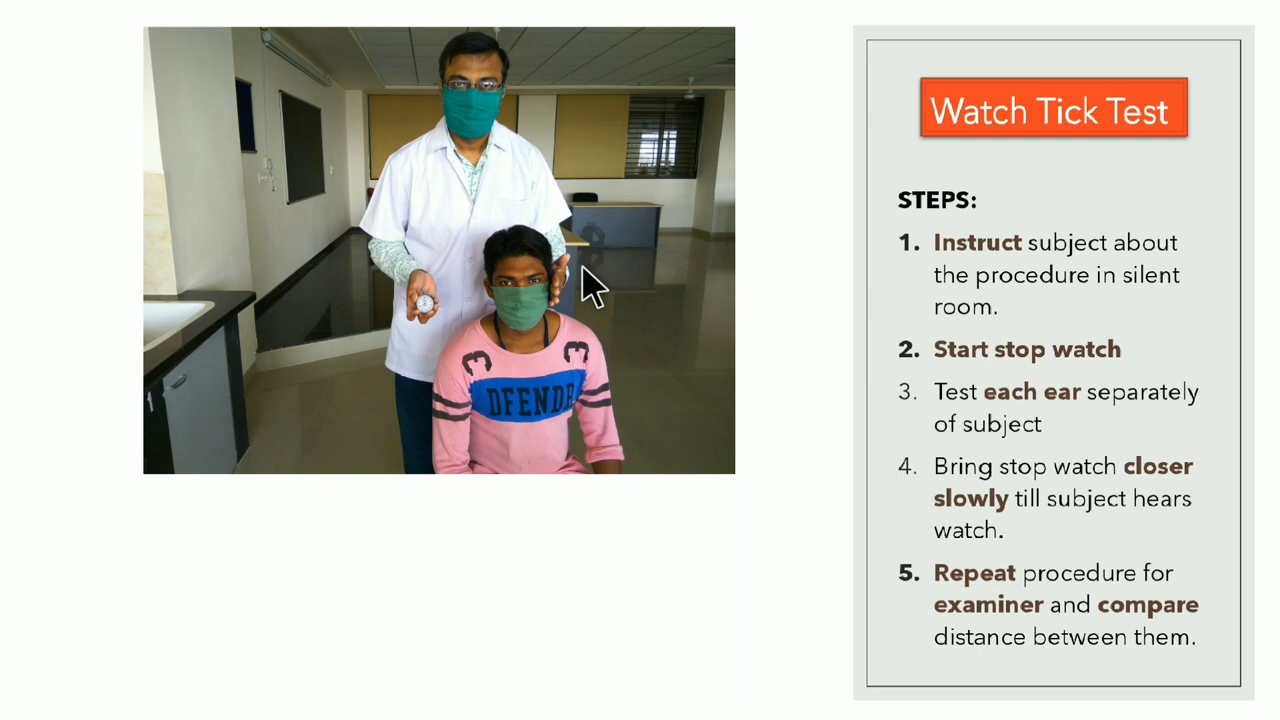 Watch Tick Test
STEPS:
1. Instruct subject about
the procedure in silent
room.
2. Start stop watch
3. Test each ear separately
of subject
4. Bring stop watch closer
slowly till subject hears
watch.
5. Repeat procedure for
examiner and compare
distance between them.
DFENDR